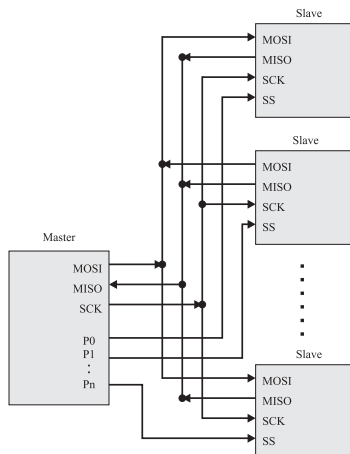 Slave
MOSI
MISO
SCK
SS
Slave
MOSI
MISO
SCK
SS
Master
MOSI
MISO
SCK
P0
P1
Pn
Slave
MOSI
MISO
SCK
SS